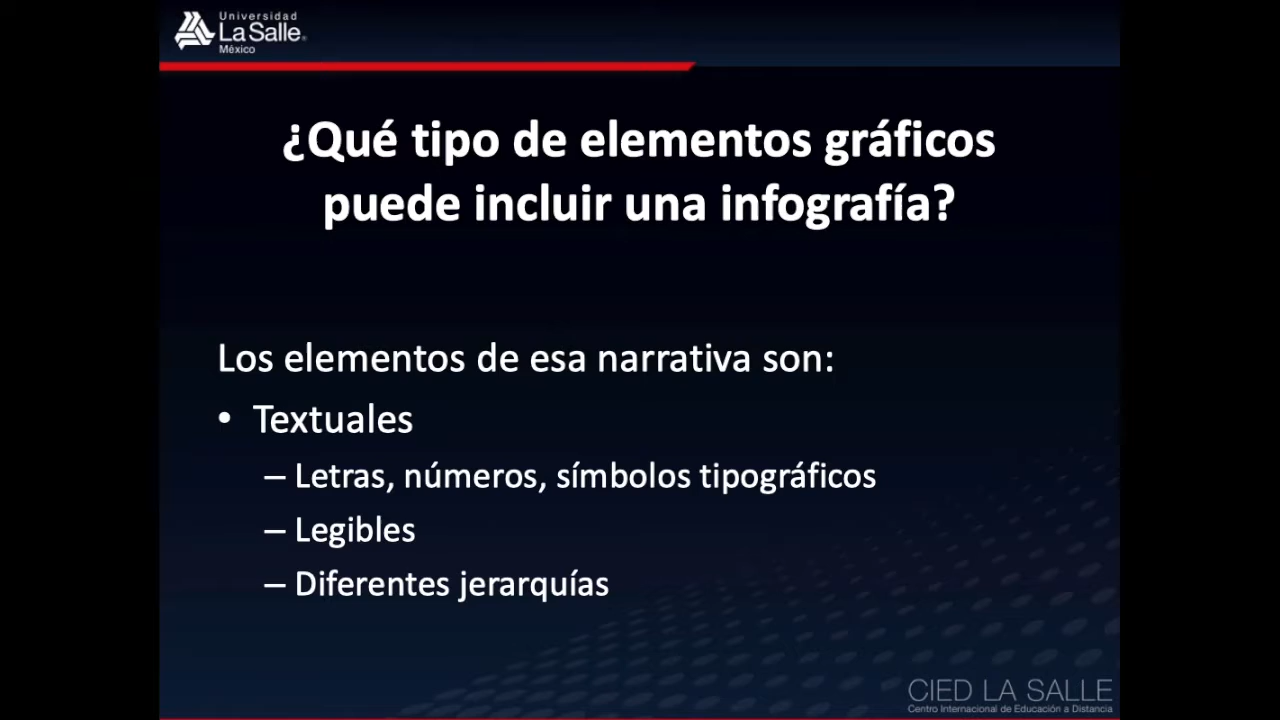 Universidad
La Salle®
México
¿Qué tipo de elementos gráficos
puede incluir una infografía?
Los elementos de esa narrativa son:
• Textuales
– Letras, números, símbolos tipográficos
– Legibles
– Diferentes jerarquías
CIED LA SALLE
Centro Internacional de Educación a Distancia